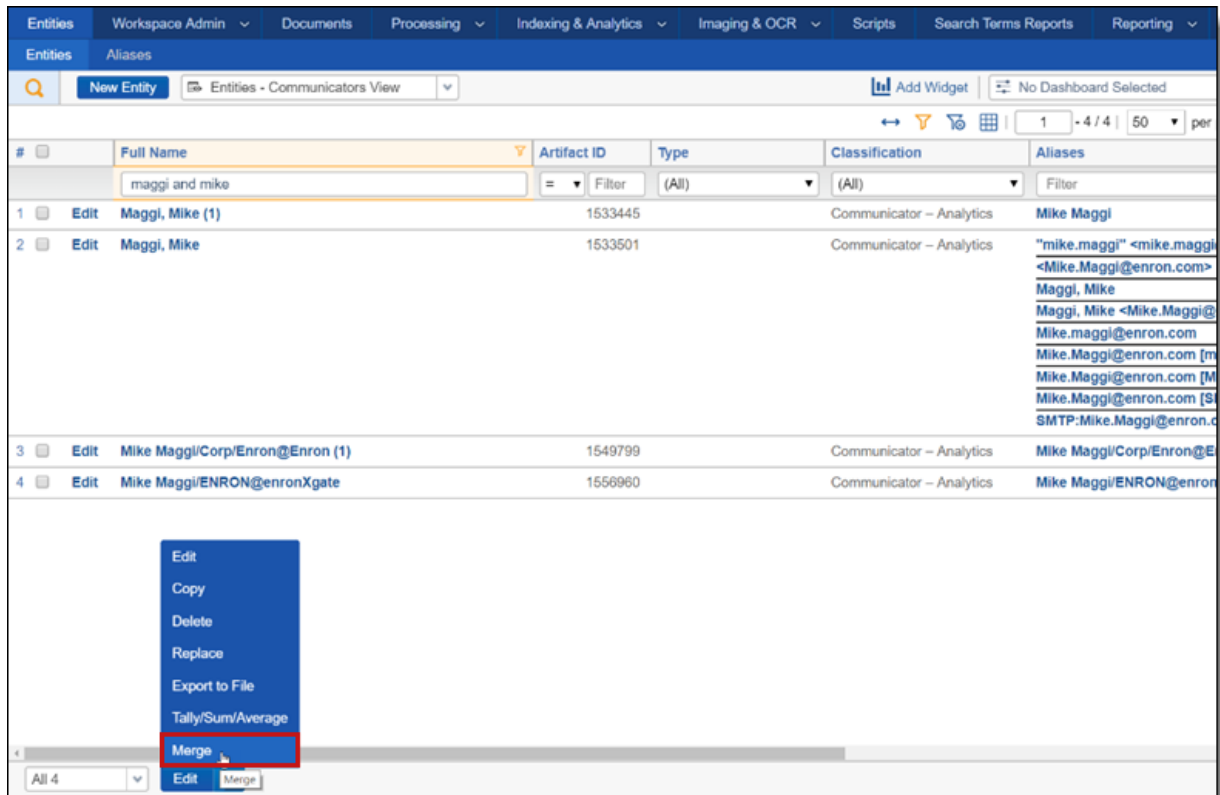 Entities Workspace Admin Documents Processing Indexing & Analytics Imaging & OCR Scripts Search Terms Reports Reporting
Entities Aliases
New Entity Entities - Communicators View Add Widget No Dashboard Selected
1 - 4 / 4 50 per
# Full Name Artifact ID Type Classification Aliases
maggi and mike = Filter (All) (All) Filter
1 Edit Maggi, Mike (1) 1533445 Communicator – Analytics Mike Maggi
2 Edit Maggi, Mike 1533501 Communicator – Analytics "mike.maggi" <mike.maggi
<Mike.Maggi@enron.com>
Maggi, Mike
Maggi, Mike <Mike.Maggi@
Mike.maggi@enron.com
Mike.Maggi@enron.com [m
Mike.Maggi@enron.com [M
Mike.Maggi@enron.com [S
SMTP:Mike.Maggi@enron.c
3 Edit Mike Maggi/Corp/Enron@Enron (1) 1549799 Communicator – Analytics Mike Maggi/Corp/Enron@E
4 Edit Mike Maggi/ENRON@enronXgate 1556960 Communicator – Analytics Mike Maggi/ENRON@enron
Edit
Copy
Delete
Replace
Export to File
Tally/Sum/Average
Merge
All 4 Edit Merge